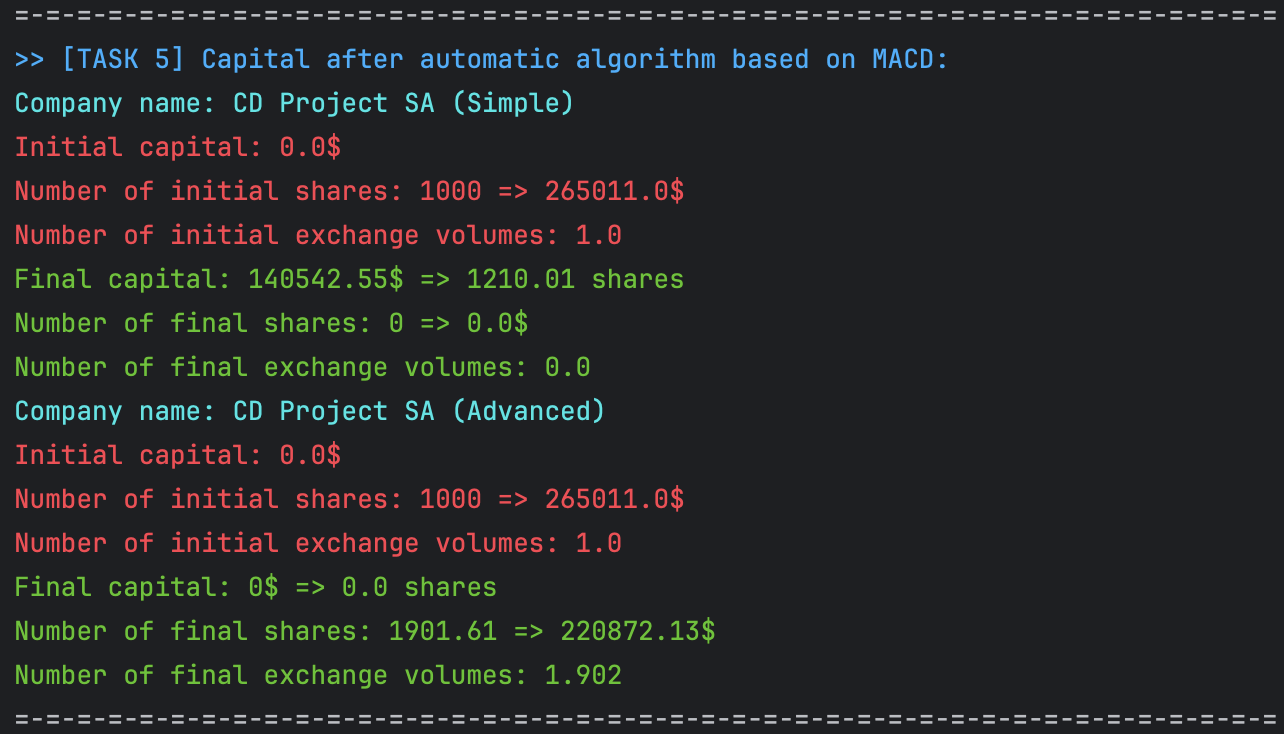 =-=-=-=-=-=-=-=-=-=-=-=-=-=-=-=-=-=-=-=-=-=-=-=-=-=-=-=-=-=-=-=-=-=-=-=-=-=-=-=-=-=
>> [TASK 5] Capital after automatic algorithm based on MACD:
Company name: CD Project SA (Simple)
Initial capital: 0.0$
Number of initial shares: 1000 => 265011.0$
Number of initial exchange volumes: 1.0
Final capital: 140542.55$ => 1210.01 shares
Number of final shares: 0 => 0.0$
Number of final exchange volumes: 0.0
Company name: CD Project SA (Advanced)
Initial capital: 0.0$
Number of initial shares: 1000 => 265011.0$
Number of initial exchange volumes: 1.0
Final capital: 0$ => 0.0 shares
Number of final shares: 1901.61 => 220872.13$
Number of final exchange volumes: 1.902
=-=-=-=-=-=-=-=-=-=-=-=-=-=-=-=-=-=-=-=-=-=-=-=-=-=-=-=-=-=-=-=-=-=-=-=-=-=-=-=-=-=